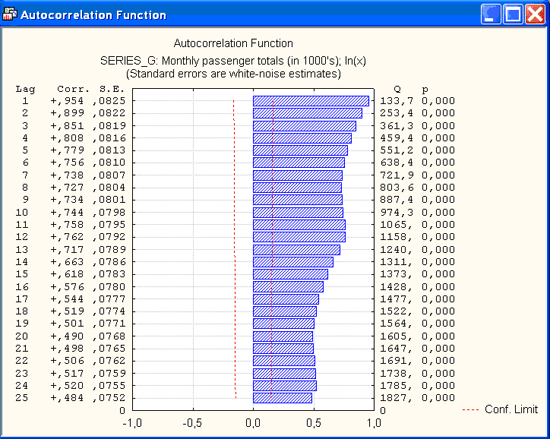 Autocorrelation Function
Autocorrelation Function
SERIES_G: Monthly passenger totals (in 1000's); ln(x)
(Standard errors are white-noise estimates)
Lag Corr. S.E. Q p
1 +,954 ,0825 133,7 0,000
2 +,899 ,0822 253,4 0,000
3 +,851 ,0819 361,3 0,000
4 +,808 ,0816 459,4 0,000
5 +,779 ,0813 551,2 0,000
6 +,756 ,0810 638,4 0,000
7 +,738 ,0807 721,9 0,000
8 +,727 ,0804 803,6 0,000
9 +,734 ,0801 887,4 0,000
10 +,744 ,0798 974,3 0,000
11 +,758 ,0795 1065, 0,000
12 +,762 ,0792 1158, 0,000
13 +,717 ,0789 1240, 0,000
14 +,663 ,0786 1311, 0,000
15 +,618 ,0783 1373, 0,000
16 +,576 ,0780 1428, 0,000
17 +,544 ,0777 1477, 0,000
18 +,519 ,0774 1522, 0,000
19 +,501 ,0771 1564, 0,000
20 +,490 ,0768 1605, 0,000
21 +,498 ,0765 1647, 0,000
22 +,506 ,0762 1691, 0,000
23 +,517 ,0759 1738, 0,000
24 +,520 ,0755 1785, 0,000
25 +,484 ,0752 1827, 0,000
0 0
-1,0 -0,5 0,0 0,5 1,0
Conf. Limit